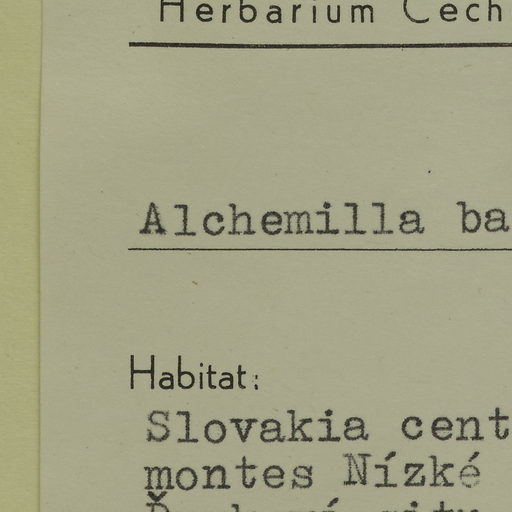 Herbarium Cech
Alchemilla ba
Habitat:
Slovakia cent
montes Nízké